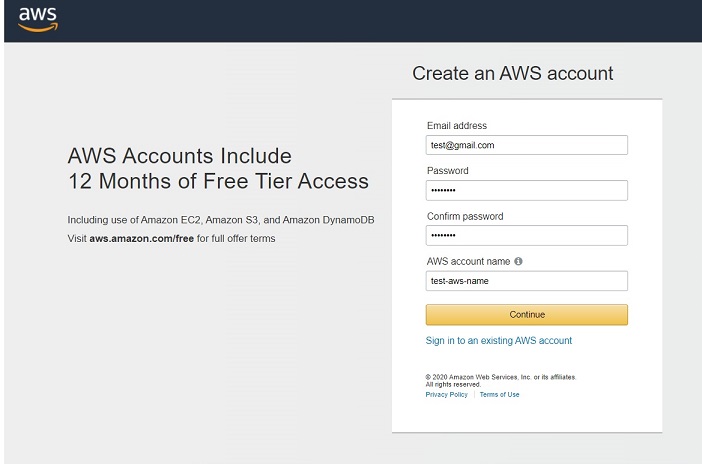 aws
Create an AWS account
AWS Accounts Include
12 Months of Free Tier Access
Including use of Amazon EC2, Amazon S3, and Amazon DynamoDB
Visit aws.amazon.com/free for full offer terms
Email address
test@gmail.com
Password
••••••••
Confirm password
••••••••
AWS account name
test-aws-name
Continue
Sign in to an existing AWS account
© 2020 Amazon Web Services, Inc. or its affiliates.
All rights reserved.
Privacy Policy | Terms of Use